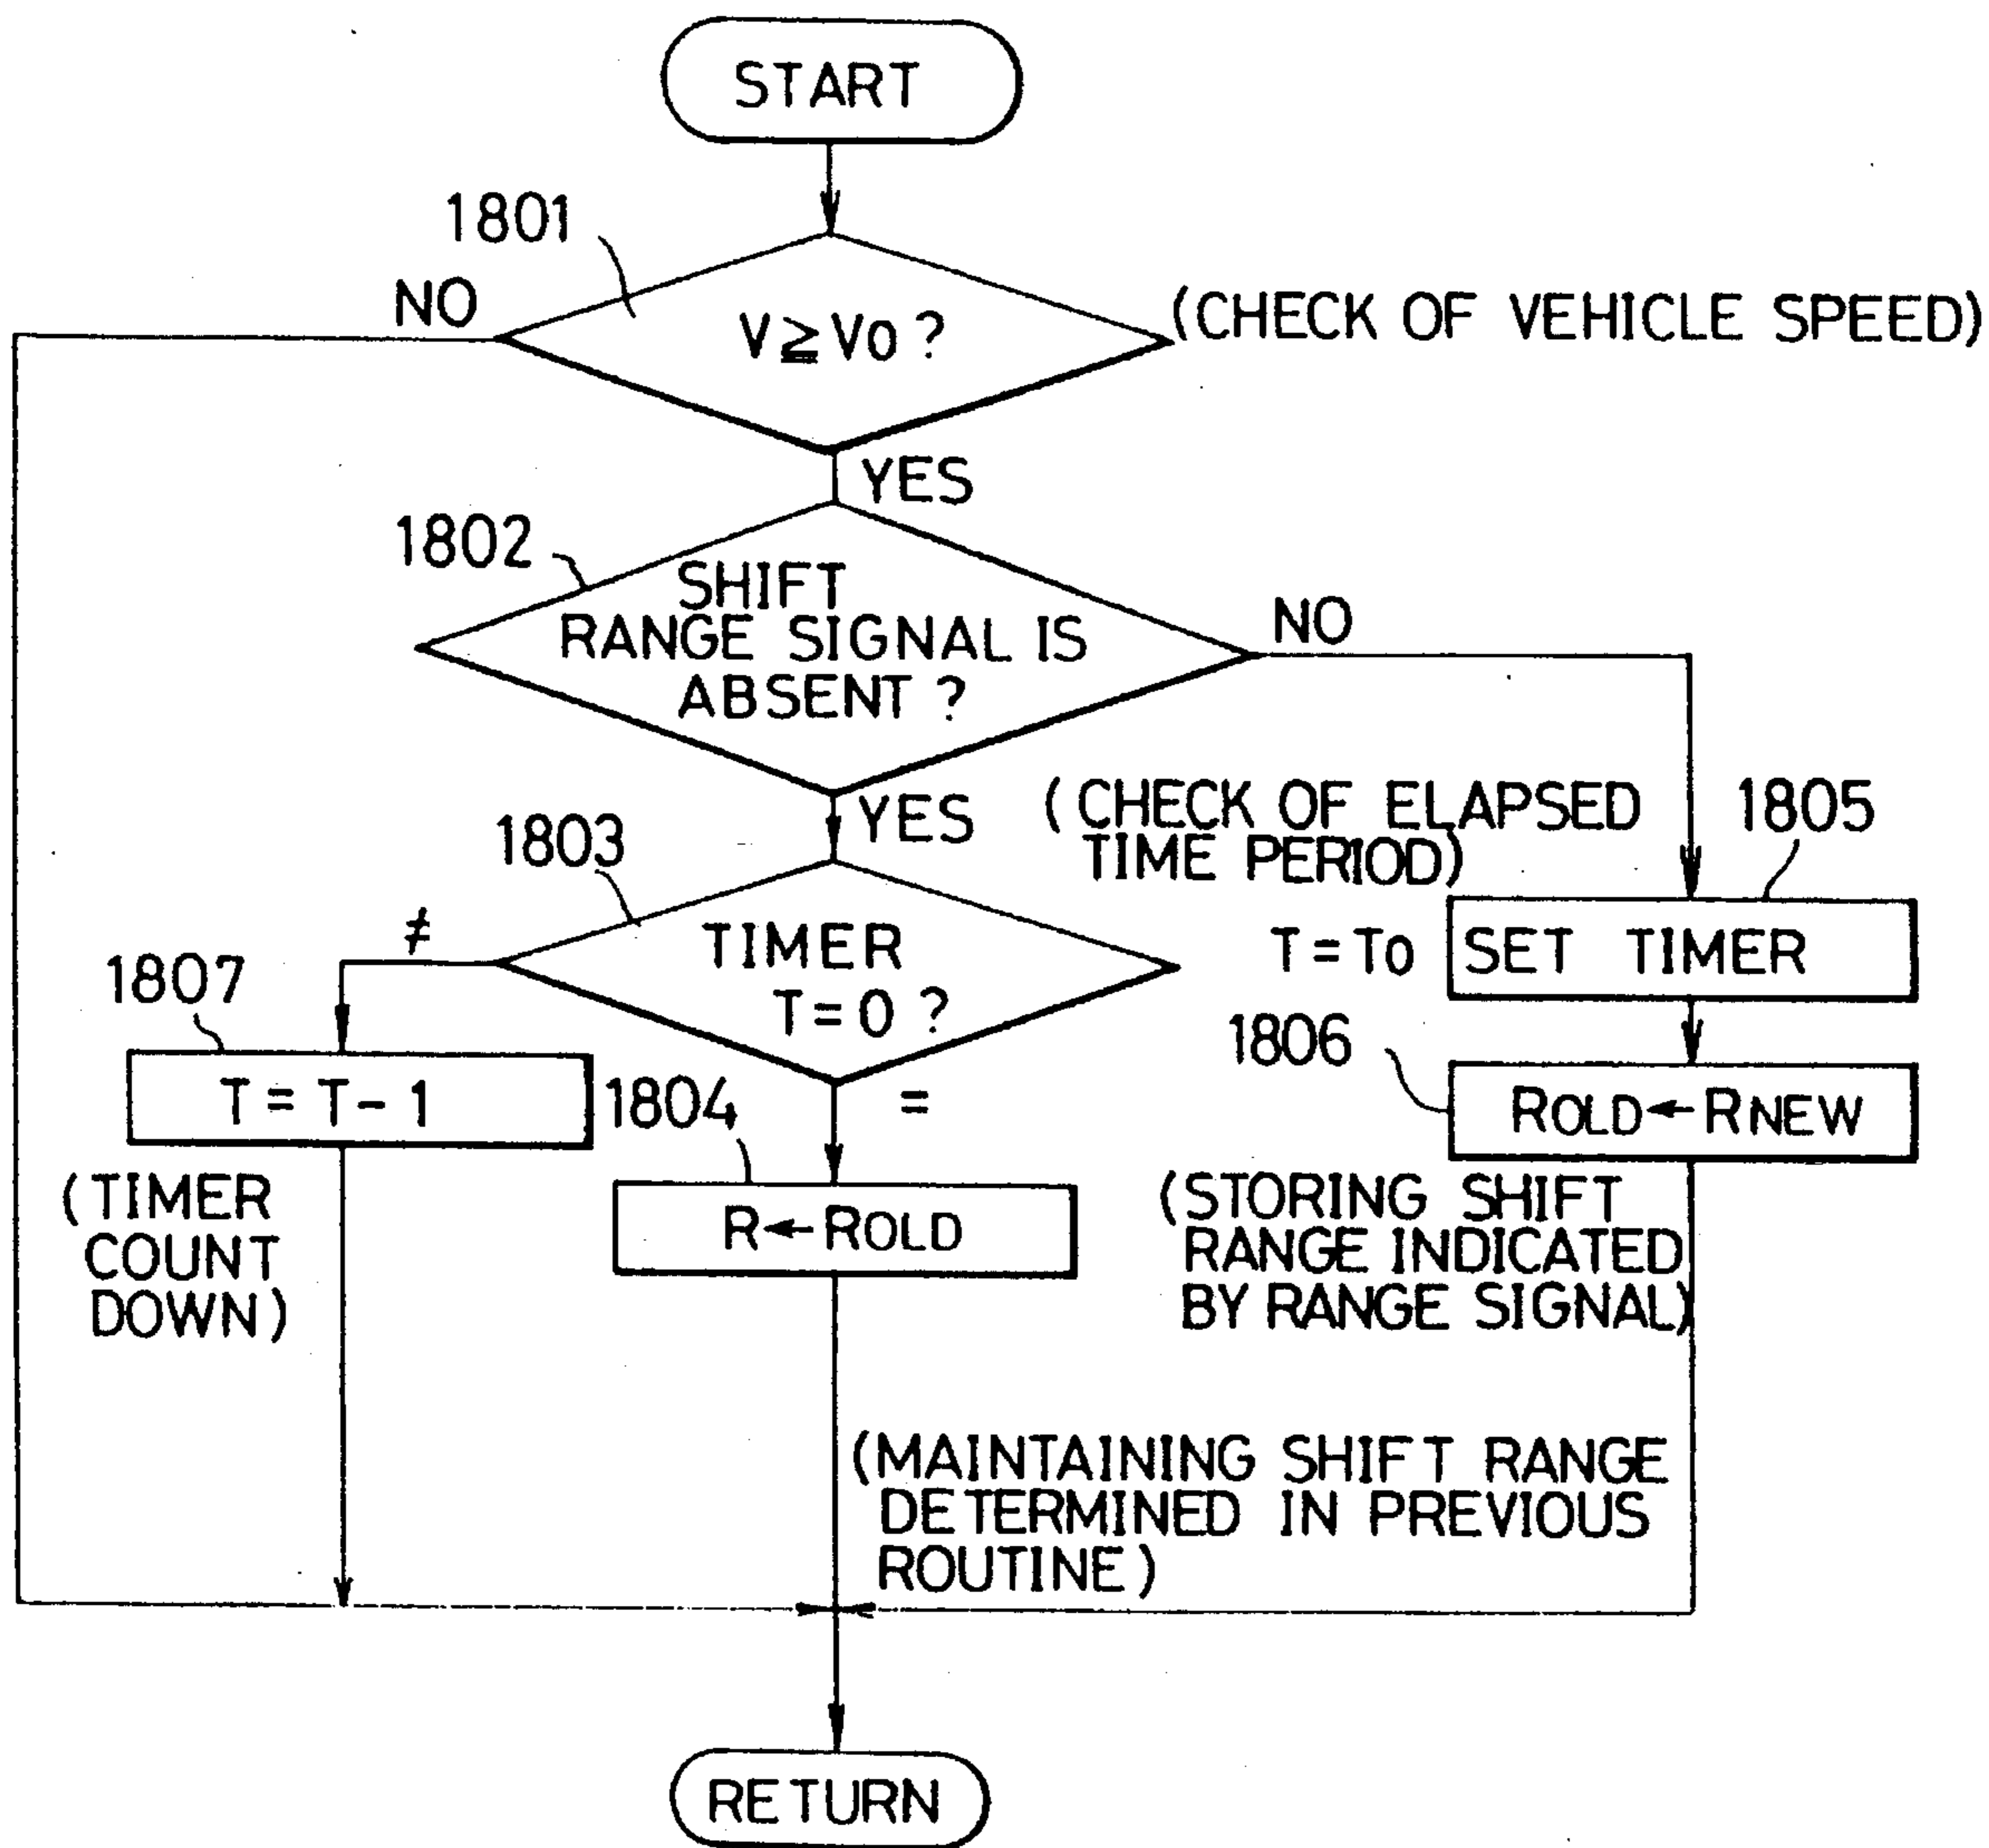 START
1801
NO
V≧Vo ?
(CHECK OF VEHICLE SPEED)
YES
1802
SHIFT
RANGE SIGNAL IS
ABSENT ?
NO
YES
(CHECK OF ELAPSED
TIME PERIOD)
1803
1805
≠
TIMER
T=0 ?
T=To
SET TIMER
1807
T=T-1
1804
=
1806
ROLD←RNEW
(TIMER
COUNT
DOWN)
R←ROLD
(STORING SHIFT
RANGE INDICATED
BY RANGE SIGNAL)
(MAINTAINING SHIFT RANGE
DETERMINED IN PREVIOUS
ROUTINE)
RETURN